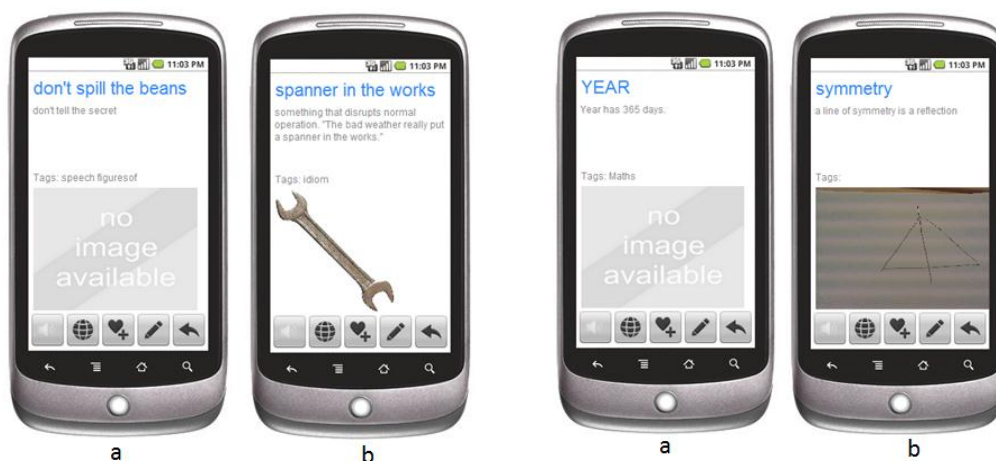 11:03 PM
don't spill the beans
don't tell the secret
Tags: speech figuresof
no
image
available
a
11:03 PM
spanner in the works
something that disrupts normal
operation. "The bad weather really put
a spanner in the works."
Tags: idiom
b
11:03 PM
YEAR
Year has 365 days.
Tags: Maths
no
image
available
a
11:03 PM
symmetry
a line of symmetry is a reflection
Tags:
b